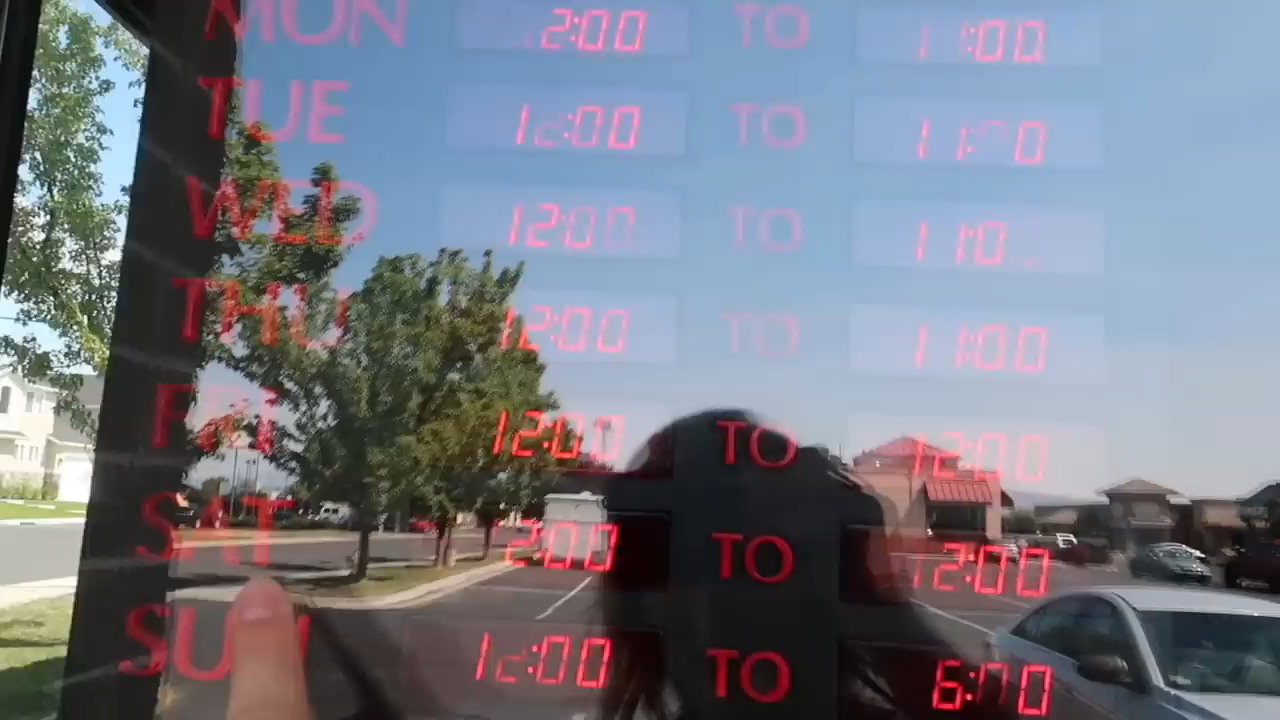 MON 2:00 TO 11:00
TUE 12:00 TO 11:00
WED 12:00 TO 11:0
THU 12:00 TO 11:00
FRI 12:00 TO 12:00
SAT 12:00 TO 12:00
SUN 12:00 TO 6:00